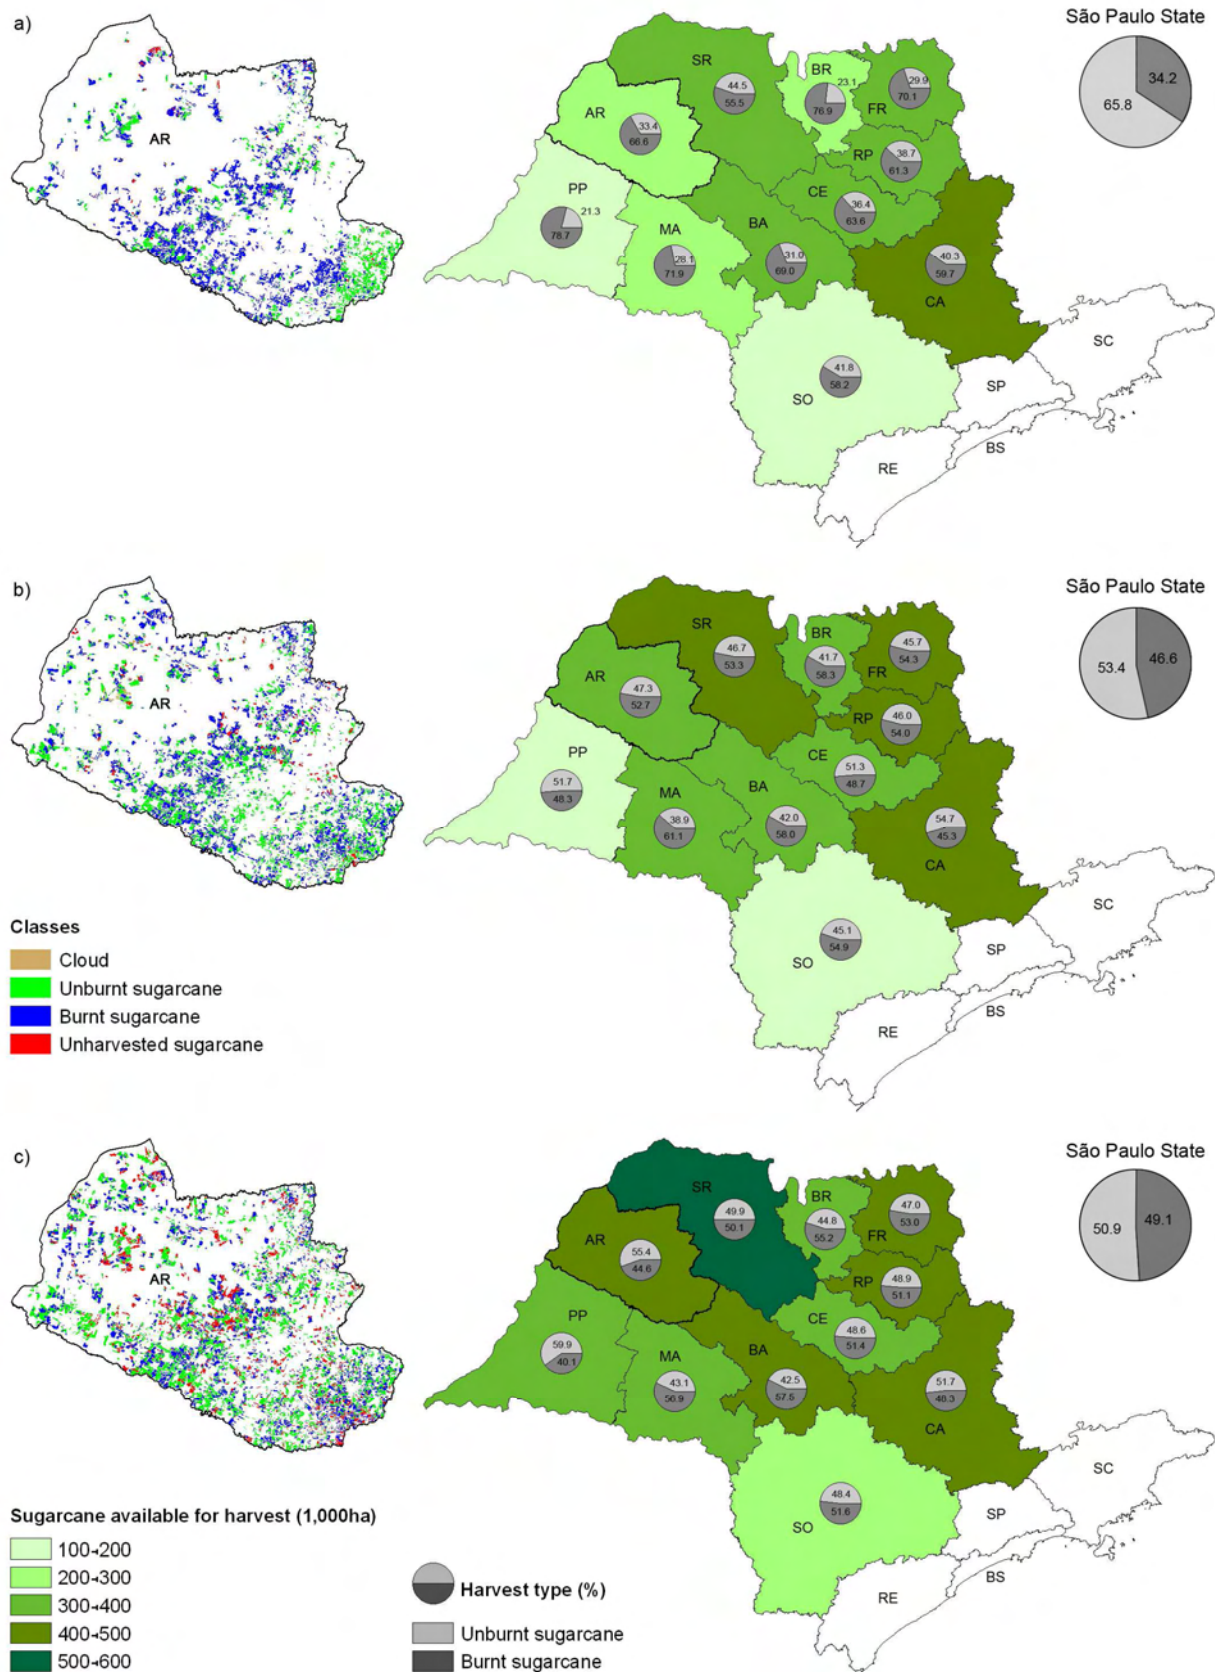 a)
São Paulo State
34.2
65.8
AR
SR
44.5
55.5
BR
23.1
76.9
29.9
70.1
FR
AR
33.4
66.6
RP
38.7
61.3
PP
21.3
78.7
CE
36.4
63.6
MA
28.1
71.9
BA
31.0
69.0
40.3
59.7
CA
SC
41.8
58.2
SO
SP
RE
BS
b)
São Paulo State
53.4
46.6
AR
SR
46.7
53.3
BR
41.7
58.3
45.7
54.3
FR
AR
47.3
52.7
RP
46.0
54.0
PP
51.7
48.3
CE
51.3
48.7
MA
38.9
61.1
BA
42.0
58.0
54.7
45.3
CA
SC
45.1
54.9
SO
SP
RE
BS
Classes
Cloud
Unburnt sugarcane
Burnt sugarcane
Unharvested sugarcane
c)
São Paulo State
50.9
49.1
AR
SR
49.9
50.1
BR
44.8
55.2
47.0
53.0
FR
AR
55.4
44.6
RP
48.9
51.1
PP
59.9
40.1
CE
48.6
51.4
MA
43.1
56.9
BA
42.5
57.5
51.7
48.3
CA
SC
48.4
51.6
SO
SP
RE
BS
Sugarcane available for harvest (1,000ha)
100-200
200-300
300-400
400-500
500-600
Harvest type (%)
Unburnt sugarcane
Burnt sugarcane